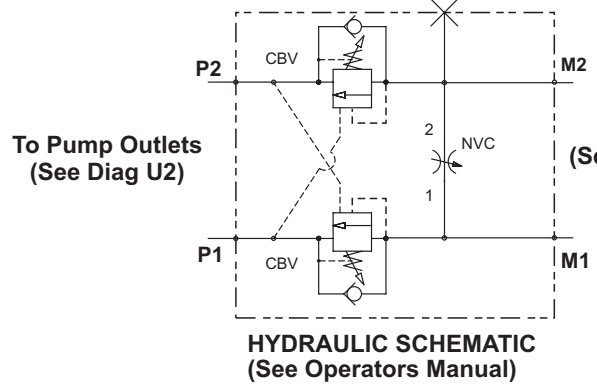 CBV
P2
M2
To Pump Outlets
(See Diag U2)
2
NVC
1
P1
CBV
M1
HYDRAULIC SCHEMATIC
(See Operators Manual)